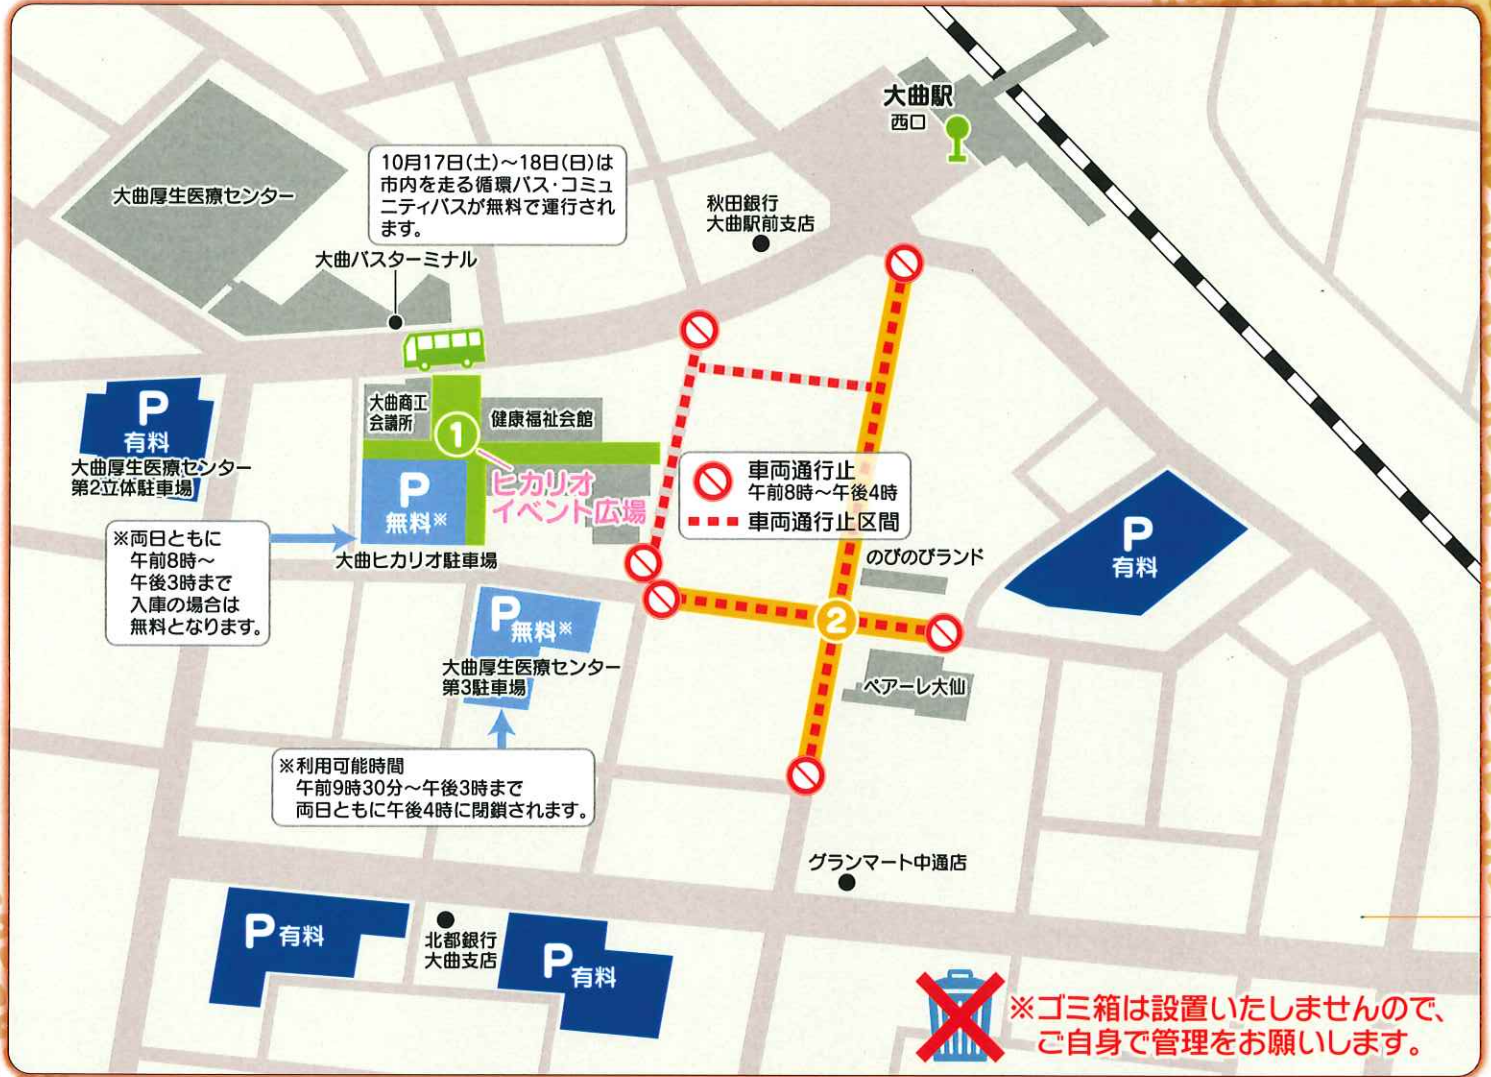 大曲駅
西口
大曲厚生医療センター
10月17日(土)～18日(日)は
市内を走る循環バス・コミュ
ニティバスが無料で運行され
ます。
秋田銀行
大曲駅前支店
大曲バスターミナル
P
有料
大曲厚生医療センター
第2立体駐車場
大曲商工
会議所
1
健康福祉会館
ヒカリオ
イベント広場
P
無料※
大曲ヒカリオ駐車場
車両通行止
午前8時～午後4時
車両通行止区間
※両日ともに
午前8時～
午後3時まで
入庫の場合は
無料となります。
のびのびランド
P
有料
P無料※
大曲厚生医療センター
第3駐車場
2
ペアーレ大仙
※利用可能時間
午前9時30分～午後3時まで
両日ともに午後4時に閉鎖されます。
グランマート中通店
P有料
北都銀行
大曲支店
P有料
※ゴミ箱は設置いたしませんので、
ご自身で管理をお願いします。